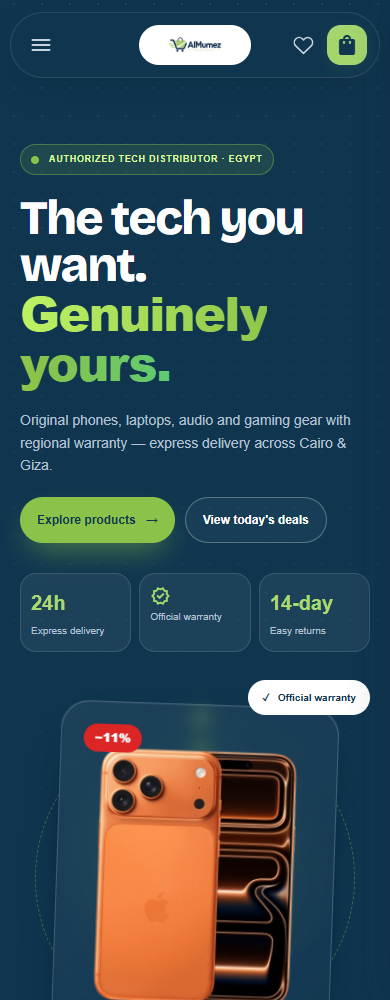 AlMumez
AUTHORIZED TECH DISTRIBUTOR · EGYPT
The tech you
want.
Genuinely
yours.
Original phones, laptops, audio and gaming gear with
regional warranty — express delivery across Cairo &
Giza.
Explore products →
View today's deals
24h
Express delivery
Official warranty
14-day
Easy returns
✓ Official warranty
−11%